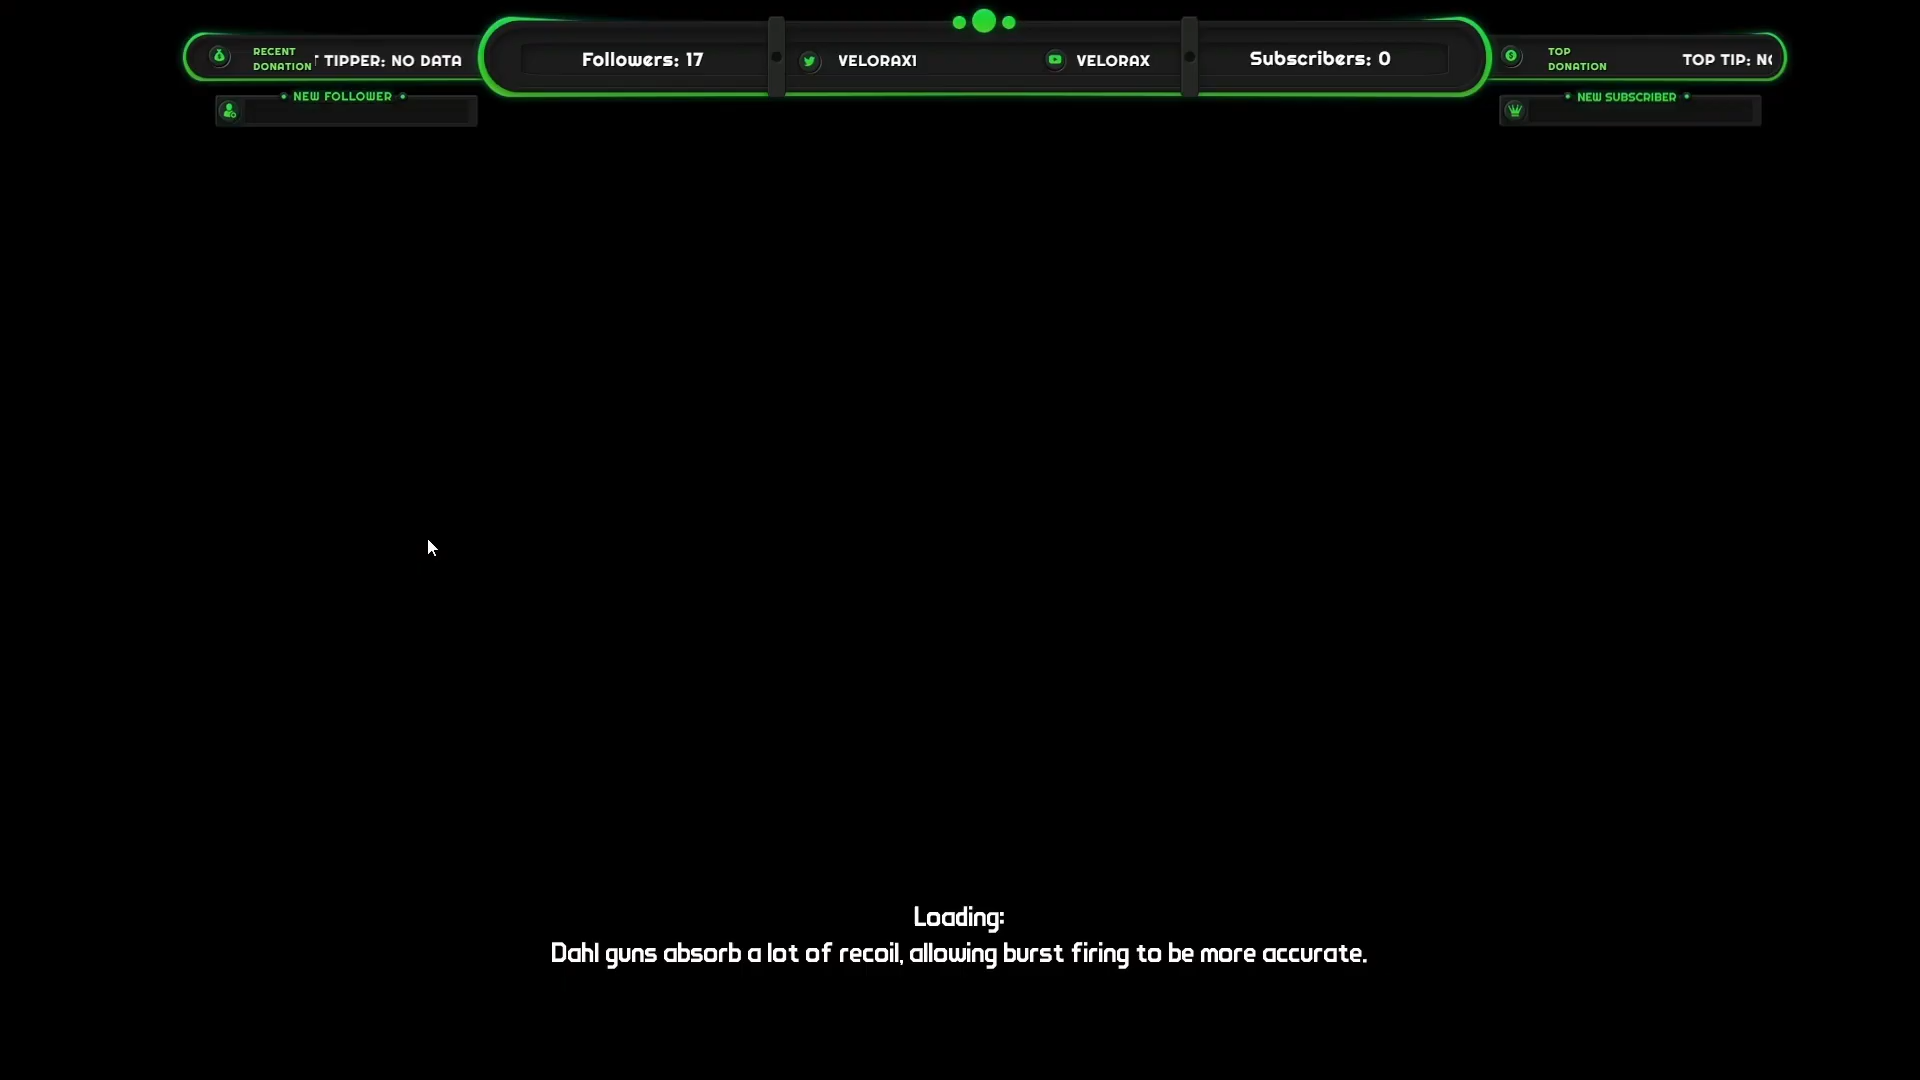 RECENT
DONATION
TIPPER: NO DATA
Followers: 17
VELORAX1
VELORAX
Subscribers: 0
TOP
DONATION
TOP TIP:
NEW FOLLOWER
NEW SUBSCRIBER
Loading:
Dahl guns absorb a lot of recoil, allowing burst firing to be more accurate.